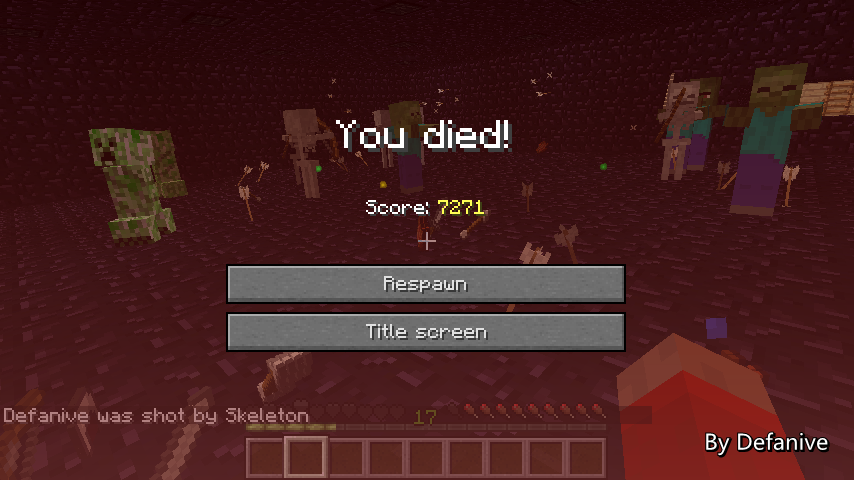 You died!
Score: 7271
Respawn
Title screen
Defanive was shot by Skeleton
17
By Defanive